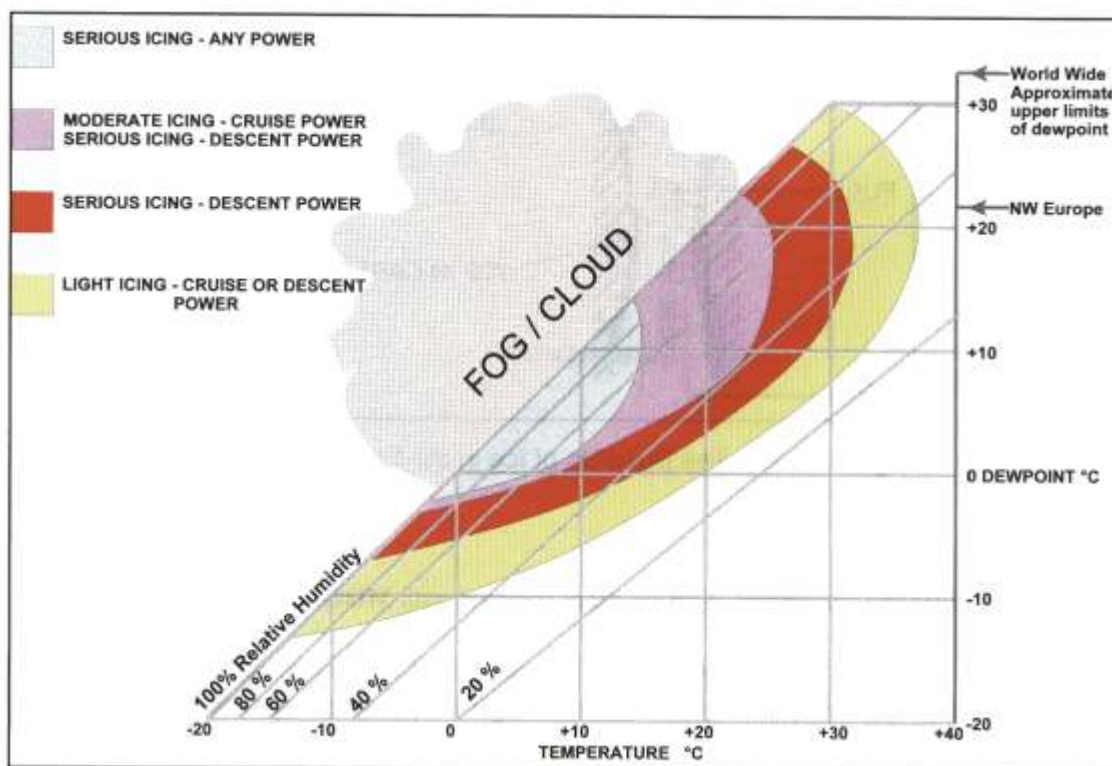 SERIOUS ICING - ANY POWER
MODERATE ICING - CRUISE POWER
SERIOUS ICING - DESCENT POWER
SERIOUS ICING - DESCENT POWER
LIGHT ICING - CRUISE OR DESCENT
POWER
FOG / CLOUD
World Wide
Approximate
upper limits
of dewpoint
NW Europe
+30
+20
+10
0 DEWPOINT °C
-10
-20
100% Relative Humidity
80 %
60 %
40 %
20 %
-20
-10
0
+10
+20
+30
+40
TEMPERATURE °C